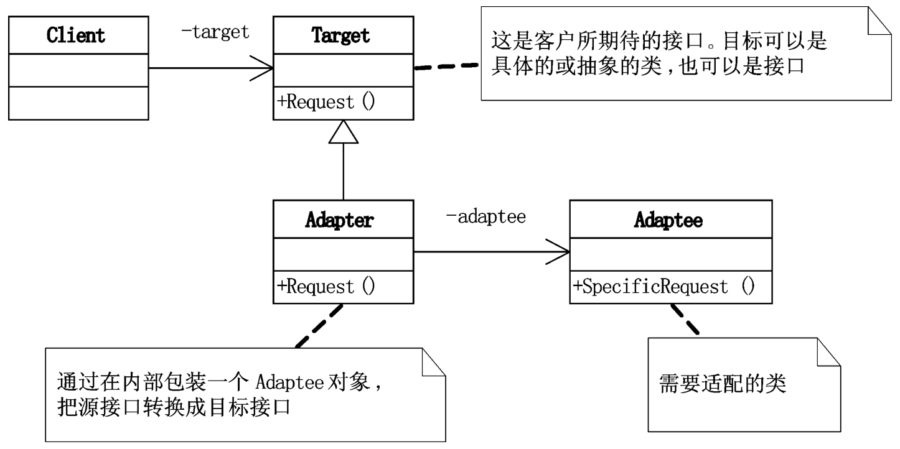 Client
-target
Target
+Request()
这是客户所期待的接口。目标可以是
具体的或抽象的类,也可以是接口
Adapter
+Request()
-adaptee
Adaptee
+SpecificRequest ()
通过在内部包装一个 Adaptee 对象,
把源接口转换成目标接口
需要适配的类